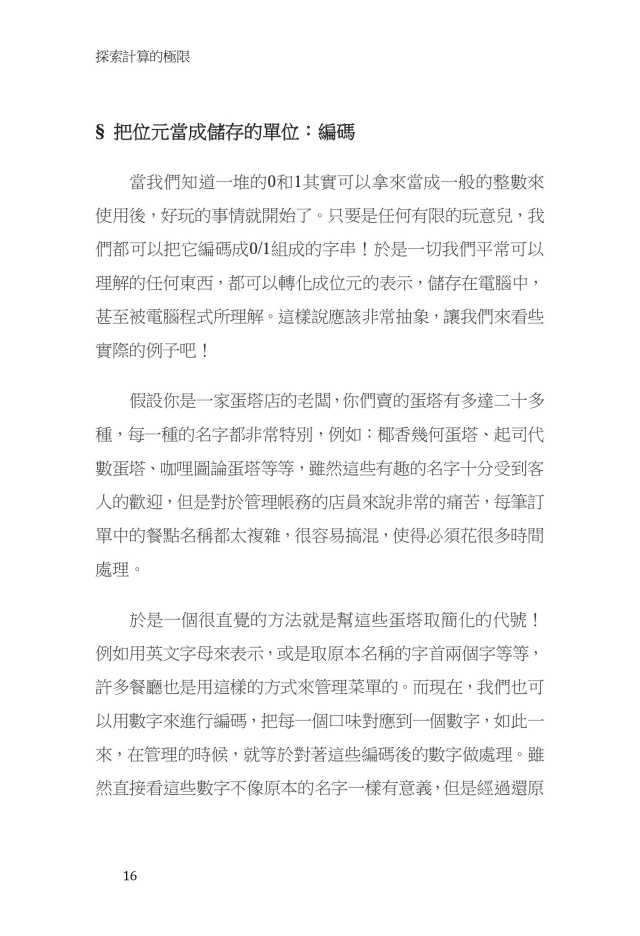 探索計算的極限
§ 把位元當成儲存的單位：編碼
當我們知道一堆的0和1其實可以拿來當成一般的整數來
使用後，好玩的事情就開始了。只要是任何有限的玩意兒，我
們都可以把它編碼成0/1組成的字串！於是一切我們平常可以
理解的任何東西，都可以轉化成位元的表示，儲存在電腦中，
甚至被電腦程式所理解。這樣說應該非常抽象，讓我們來看些
實際的例子吧！
假設你是一家蛋塔店的老闆，你們賣的蛋塔有多達二十多
種，每一種的名字都非常特別，例如：椰香幾何蛋塔、起司代
數蛋塔、咖哩圖論蛋塔等等，雖然這些有趣的名字十分受到客
人的歡迎，但是對於管理帳務的店員來說非常的痛苦，每筆訂
單中的餐點名稱都太複雜，很容易搞混，使得必須花很多時間
處理。
於是一個很直覺的方法就是幫這些蛋塔取簡化的代號！
例如用英文字母來表示，或是取原本名稱的字首兩個字等等，
許多餐廳也是用這樣的方式來管理菜單的。而現在，我們也可
以用數字來進行編碼，把每一個口味對應到一個數字，如此一
來，在管理的時候，就等於對著這些編碼後的數字做處理。雖
然直接看這些數字不像原本的名字一樣有意義，但是經過還原
16